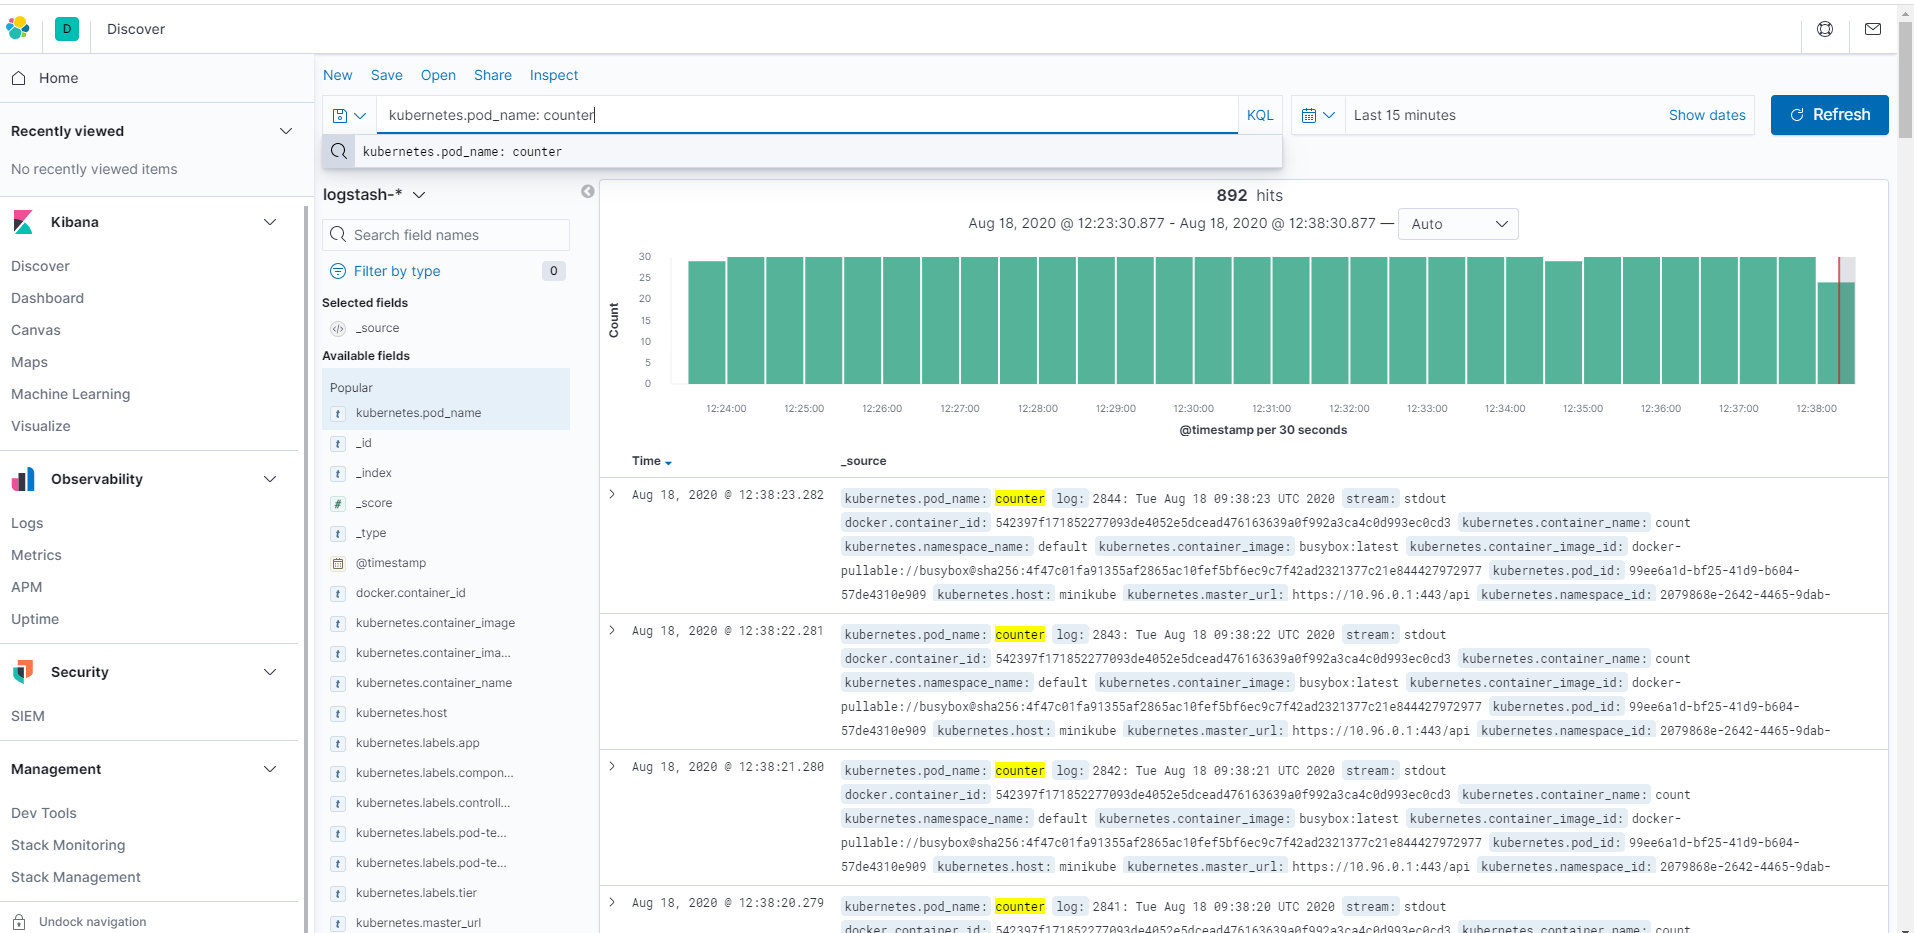 D Discover
Home
Recently viewed
No recently viewed items
Kibana
Discover
Dashboard
Canvas
Maps
Machine Learning
Visualize
Observability
Logs
Metrics
APM
Uptime
Security
SIEM
Management
Dev Tools
Stack Monitoring
Stack Management
Undock navigation
New Save Open Share Inspect
kubernetes.pod_name: counter KQL Last 15 minutes Show dates Refresh
kubernetes.pod_name: counter
logstash-*
Search field names
Filter by type 0
Selected fields
_source
Available fields
Popular
t kubernetes.pod_name
t _id
t _index
# _score
t _type
@timestamp
t docker.container_id
t kubernetes.container_image
t kubernetes.container_ima...
t kubernetes.container_name
t kubernetes.host
t kubernetes.labels.app
t kubernetes.labels.compon...
t kubernetes.labels.controll...
t kubernetes.labels.pod-te...
t kubernetes.labels.pod-te...
t kubernetes.labels.tier
t kubernetes.master_url
892 hits
Aug 18, 2020 @ 12:23:30.877 - Aug 18, 2020 @ 12:38:30.877 — Auto
Count
30
25
20
15
10
5
0
12:24:00 12:25:00 12:26:00 12:27:00 12:28:00 12:29:00 12:30:00 12:31:00 12:32:00 12:33:00 12:34:00 12:35:00 12:36:00 12:37:00 12:38:00
@timestamp per 30 seconds
Time _source
Aug 18, 2020 @ 12:38:23.282 kubernetes.pod_name: counter log: 2844: Tue Aug 18 09:38:23 UTC 2020 stream: stdout
docker.container_id: 542397f171852277093de4052e5dcead476163639a0f992a3ca4c0d993ec0cd3 kubernetes.container_name: count
kubernetes.namespace_name: default kubernetes.container_image: busybox:latest kubernetes.container_image_id: docker-
pullable://busybox@sha256:4f47c01fa91355af2865ac10fef5bf6ec9c7f42ad2321377c21e844427972977 kubernetes.pod_id: 99ee6a1d-bf25-41d9-b604-
57de4310e909 kubernetes.host: minikube kubernetes.master_url: https://10.96.0.1:443/api kubernetes.namespace_id: 2079868e-2642-4465-9dab-
Aug 18, 2020 @ 12:38:22.281 kubernetes.pod_name: counter log: 2843: Tue Aug 18 09:38:22 UTC 2020 stream: stdout
docker.container_id: 542397f171852277093de4052e5dcead476163639a0f992a3ca4c0d993ec0cd3 kubernetes.container_name: count
kubernetes.namespace_name: default kubernetes.container_image: busybox:latest kubernetes.container_image_id: docker-
pullable://busybox@sha256:4f47c01fa91355af2865ac10fef5bf6ec9c7f42ad2321377c21e844427972977 kubernetes.pod_id: 99ee6a1d-bf25-41d9-b604-
57de4310e909 kubernetes.host: minikube kubernetes.master_url: https://10.96.0.1:443/api kubernetes.namespace_id: 2079868e-2642-4465-9dab-
Aug 18, 2020 @ 12:38:21.280 kubernetes.pod_name: counter log: 2842: Tue Aug 18 09:38:21 UTC 2020 stream: stdout
docker.container_id: 542397f171852277093de4052e5dcead476163639a0f992a3ca4c0d993ec0cd3 kubernetes.container_name: count
kubernetes.namespace_name: default kubernetes.container_image: busybox:latest kubernetes.container_image_id: docker-
pullable://busybox@sha256:4f47c01fa91355af2865ac10fef5bf6ec9c7f42ad2321377c21e844427972977 kubernetes.pod_id: 99ee6a1d-bf25-41d9-b604-
57de4310e909 kubernetes.host: minikube kubernetes.master_url: https://10.96.0.1:443/api kubernetes.namespace_id: 2079868e-2642-4465-9dab-
Aug 18, 2020 @ 12:38:20.279 kubernetes.pod_name: counter log: 2841: Tue Aug 18 09:38:20 UTC 2020 stream: stdout
docker.container_id: 542397f171852277093de4052e5dcead476163639a0f992a3ca4c0d993ec0cd3 kubernetes.container_name: count